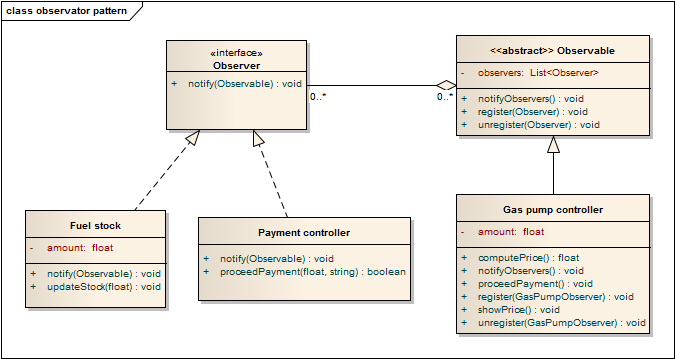 class observator pattern
«interface»
Observer
+ notify(Observable) : void
0..*
0..*
<<abstract>> Observable
- observers: List<Observer>
+ notifyObservers() : void
+ register(Observer) : void
+ unregister(Observer) : void
Fuel stock
- amount: float
+ notify(Observable) : void
+ updateStock(float) : void
Payment controller
+ notify(Observable) : void
+ proceedPayment(float, string) : boolean
Gas pump controller
- amount: float
+ computePrice() : float
+ notifyObservers() : void
+ proceedPayment() : void
+ register(GasPumpObserver) : void
+ showPrice() : void
+ unregister(GasPumpObserver) : void